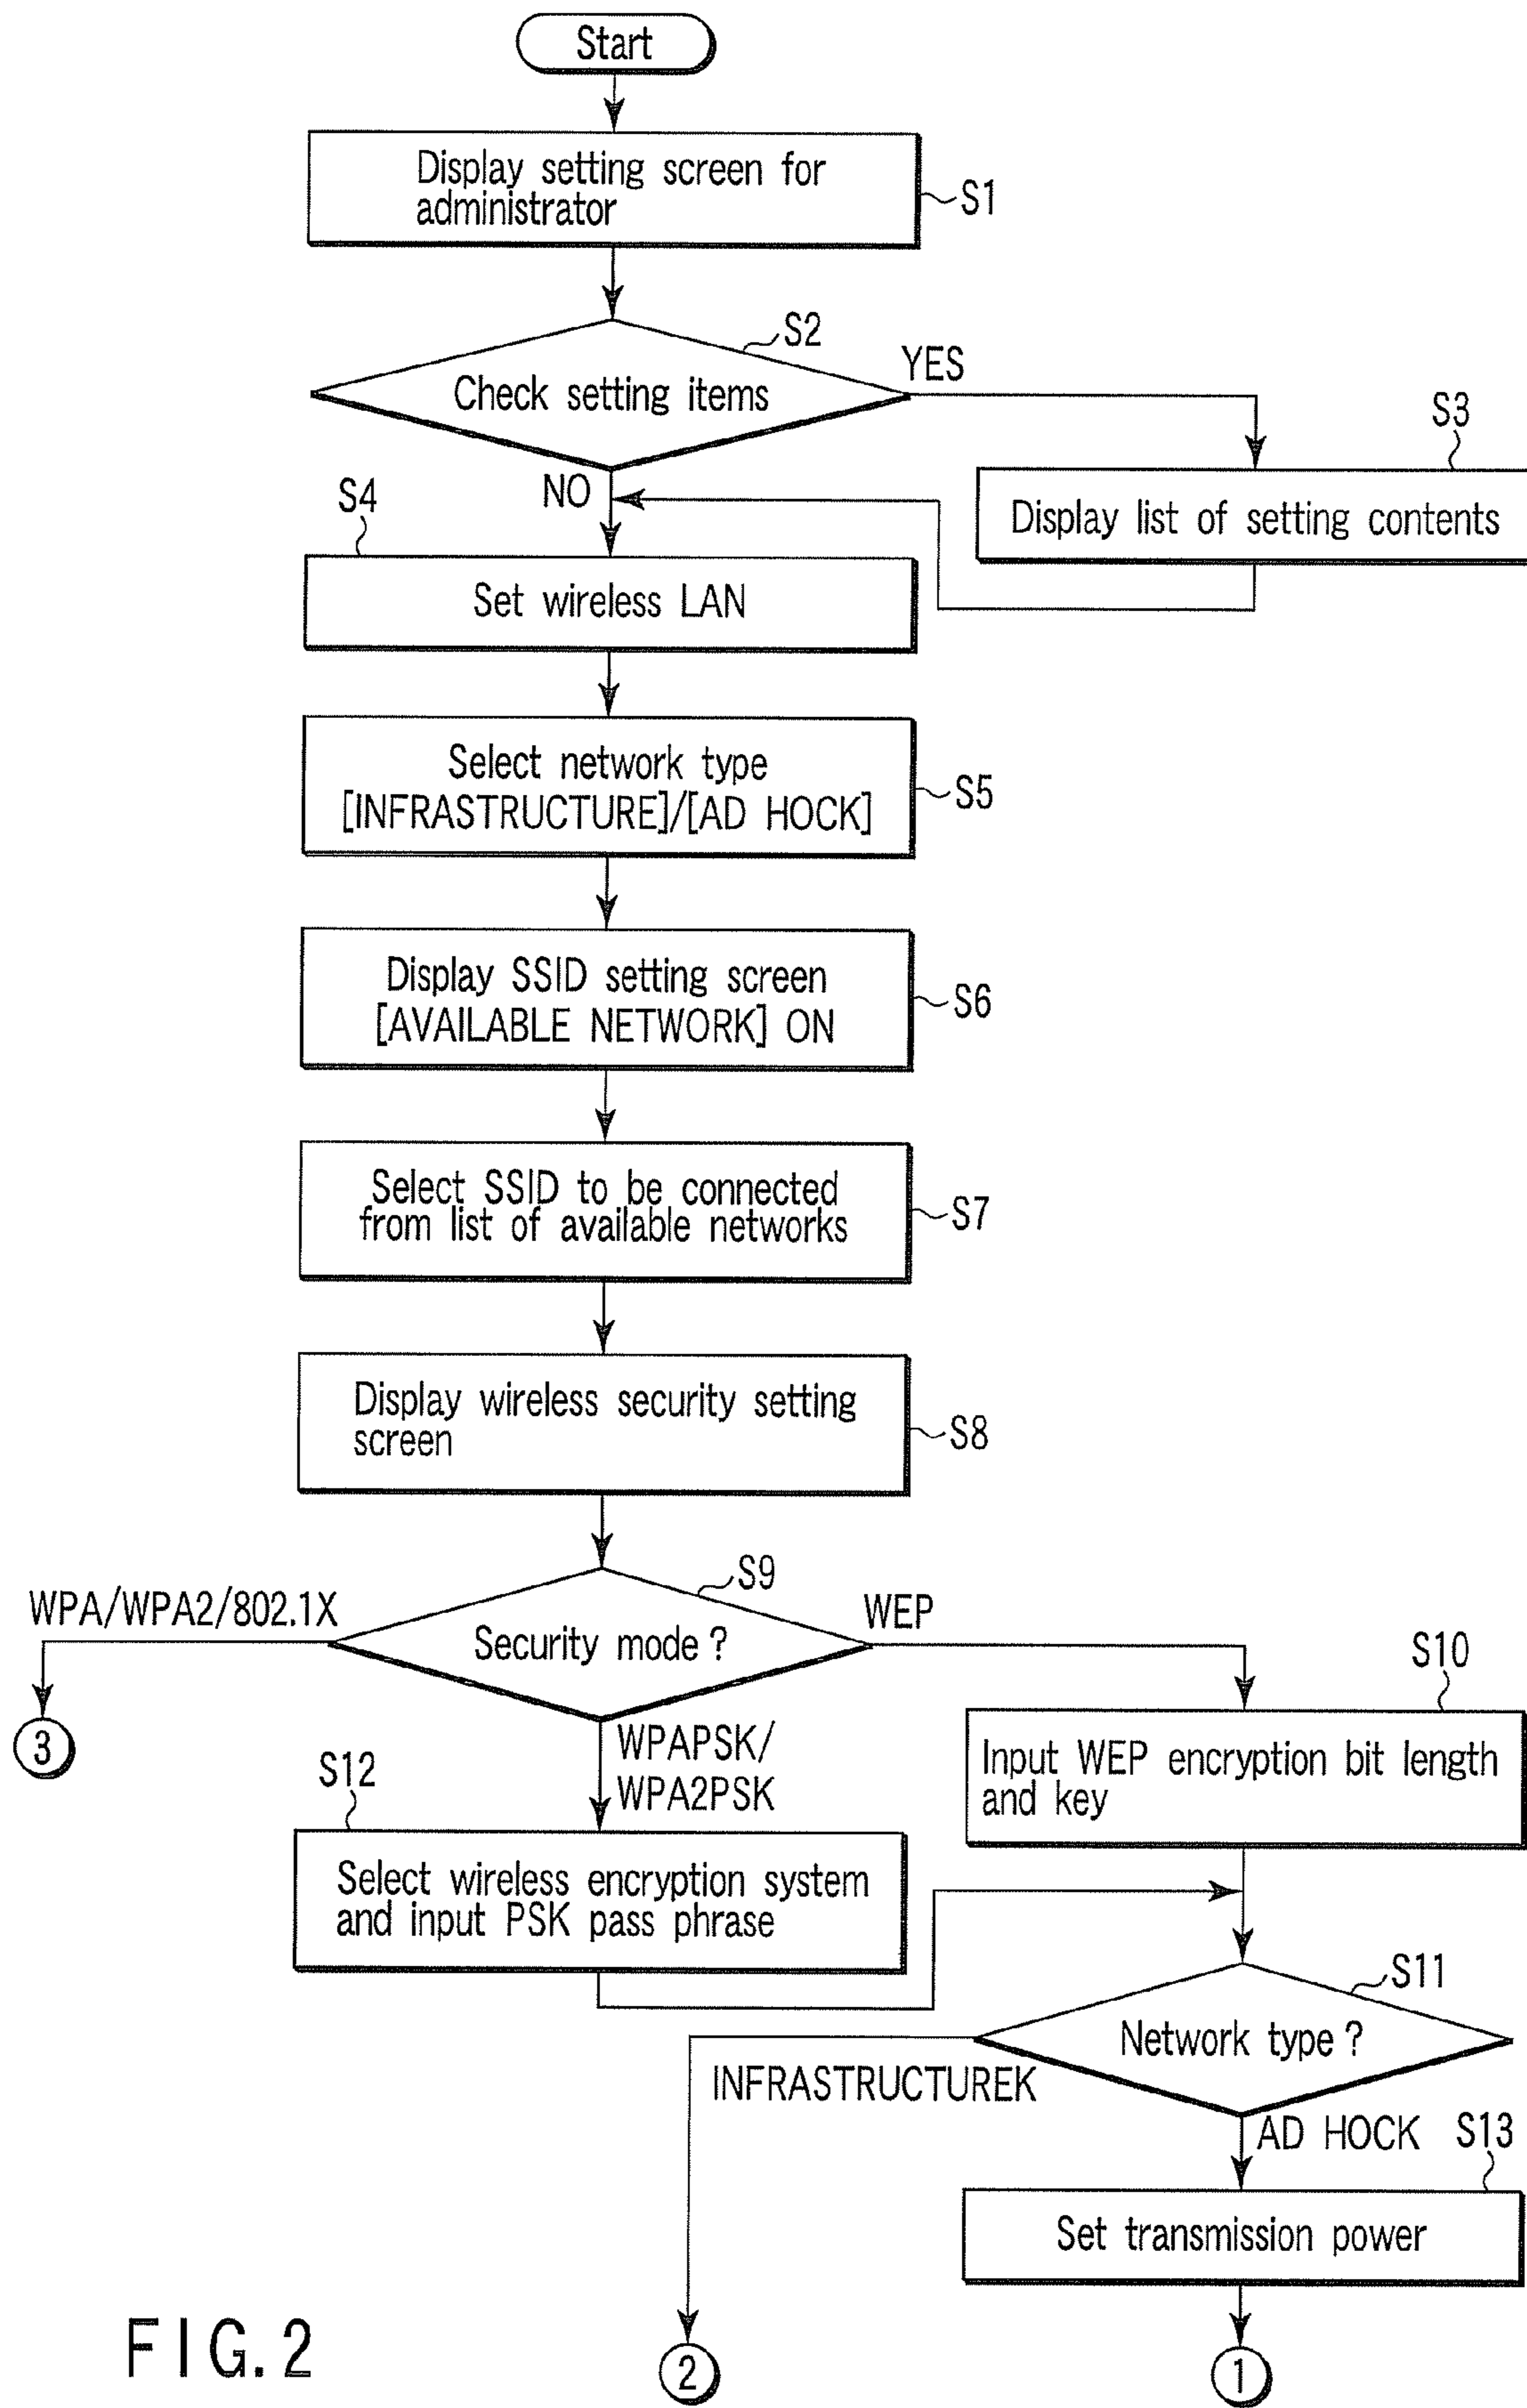 Start
Display setting screen for
administrator
S1
S2
Check setting items
YES
NO
S3
Display list of setting contents
S4
Set wireless LAN
Select network type
[INFRASTRUCTURE]/[AD HOCK]
S5
Display SSID setting screen
[AVAILABLE NETWORK] ON
S6
Select SSID to be connected
from list of available networks
S7
Display wireless security setting
screen
S8
S9
Security mode ?
WPA/WPA2/802.1X
3
WEP
S10
Input WEP encryption bit length
and key
WPAPSK/
WPA2PSK
S12
Select wireless encryption system
and input PSK pass phrase
S11
Network type ?
INFRASTRUCTUREK
AD HOCK
S13
Set transmission power
2
1
FIG. 2